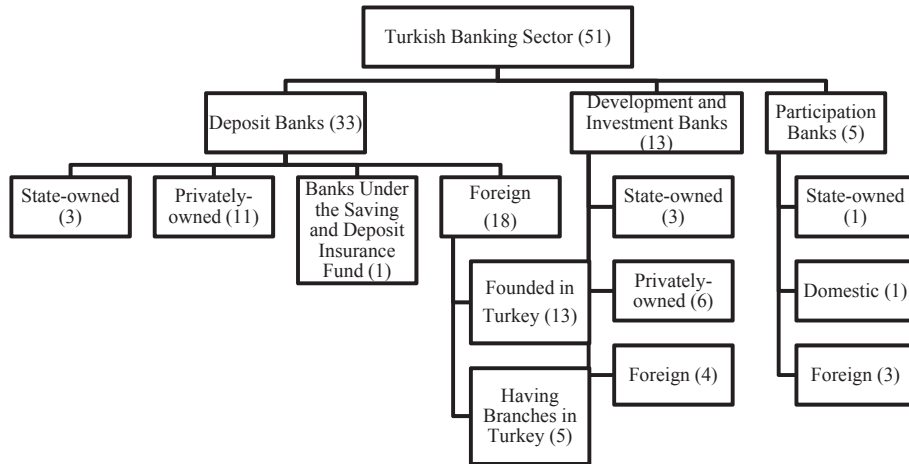 Turkish Banking Sector (51)
Deposit Banks (33)
Development and
Investment Banks
(13)
Participation
Banks (5)
State-owned
(3)
Privately-
owned (11)
Banks Under
the Saving
and Deposit
Insurance
Fund (1)
Foreign
(18)
Founded in
Turkey (13)
Having
Branches in
Turkey (5)
State-owned
(3)
Privately-
owned (6)
Foreign (4)
State-owned
(1)
Domestic (1)
Foreign (3)